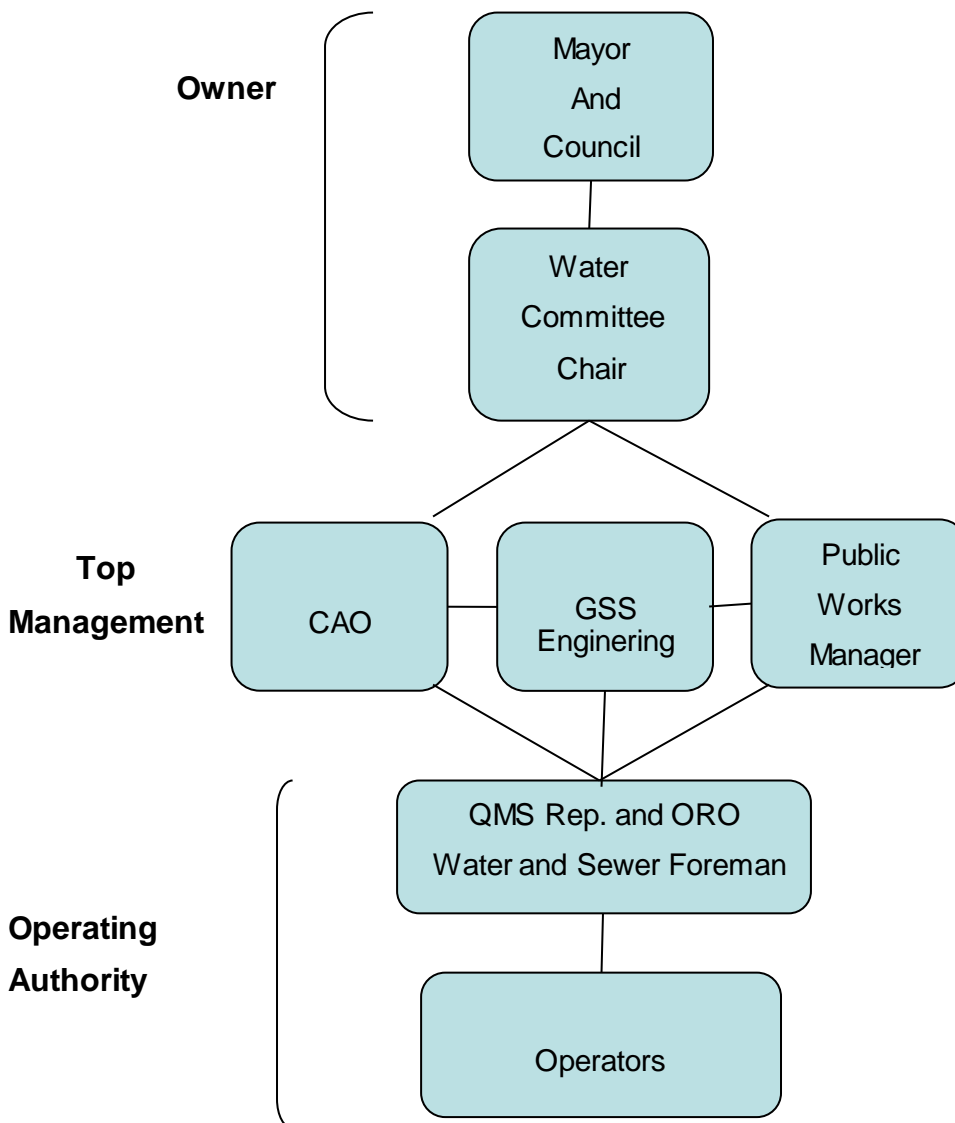 Owner
Mayor
And
Council
Water
Committee
Chair
Top
Management
CAO
GSS
Enginering
Public
Works
Manager
Operating
Authority
QMS Rep. and ORO
Water and Sewer Foreman
Operators